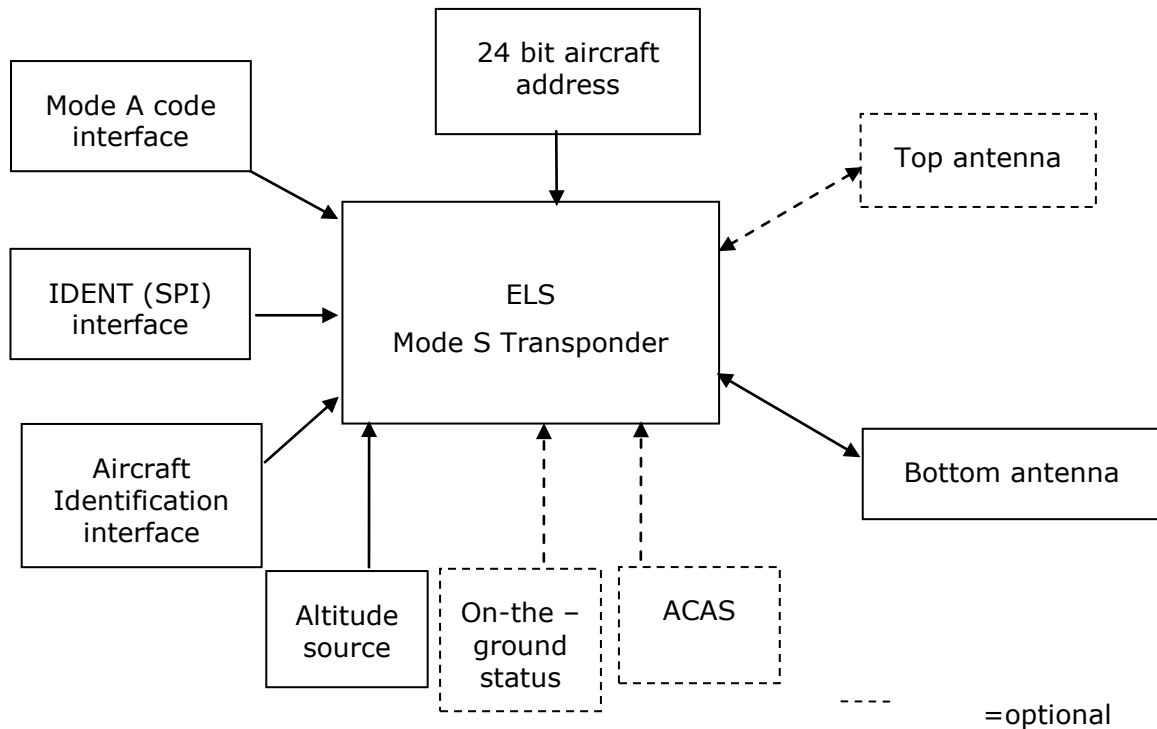 24 bit aircraft
address
Mode A code
interface
Top antenna
IDENT (SPI)
interface
ELS
Mode S Transponder
Aircraft
Identification
interface
Bottom antenna
Altitude
source
On-the –
ground
status
ACAS
=optional